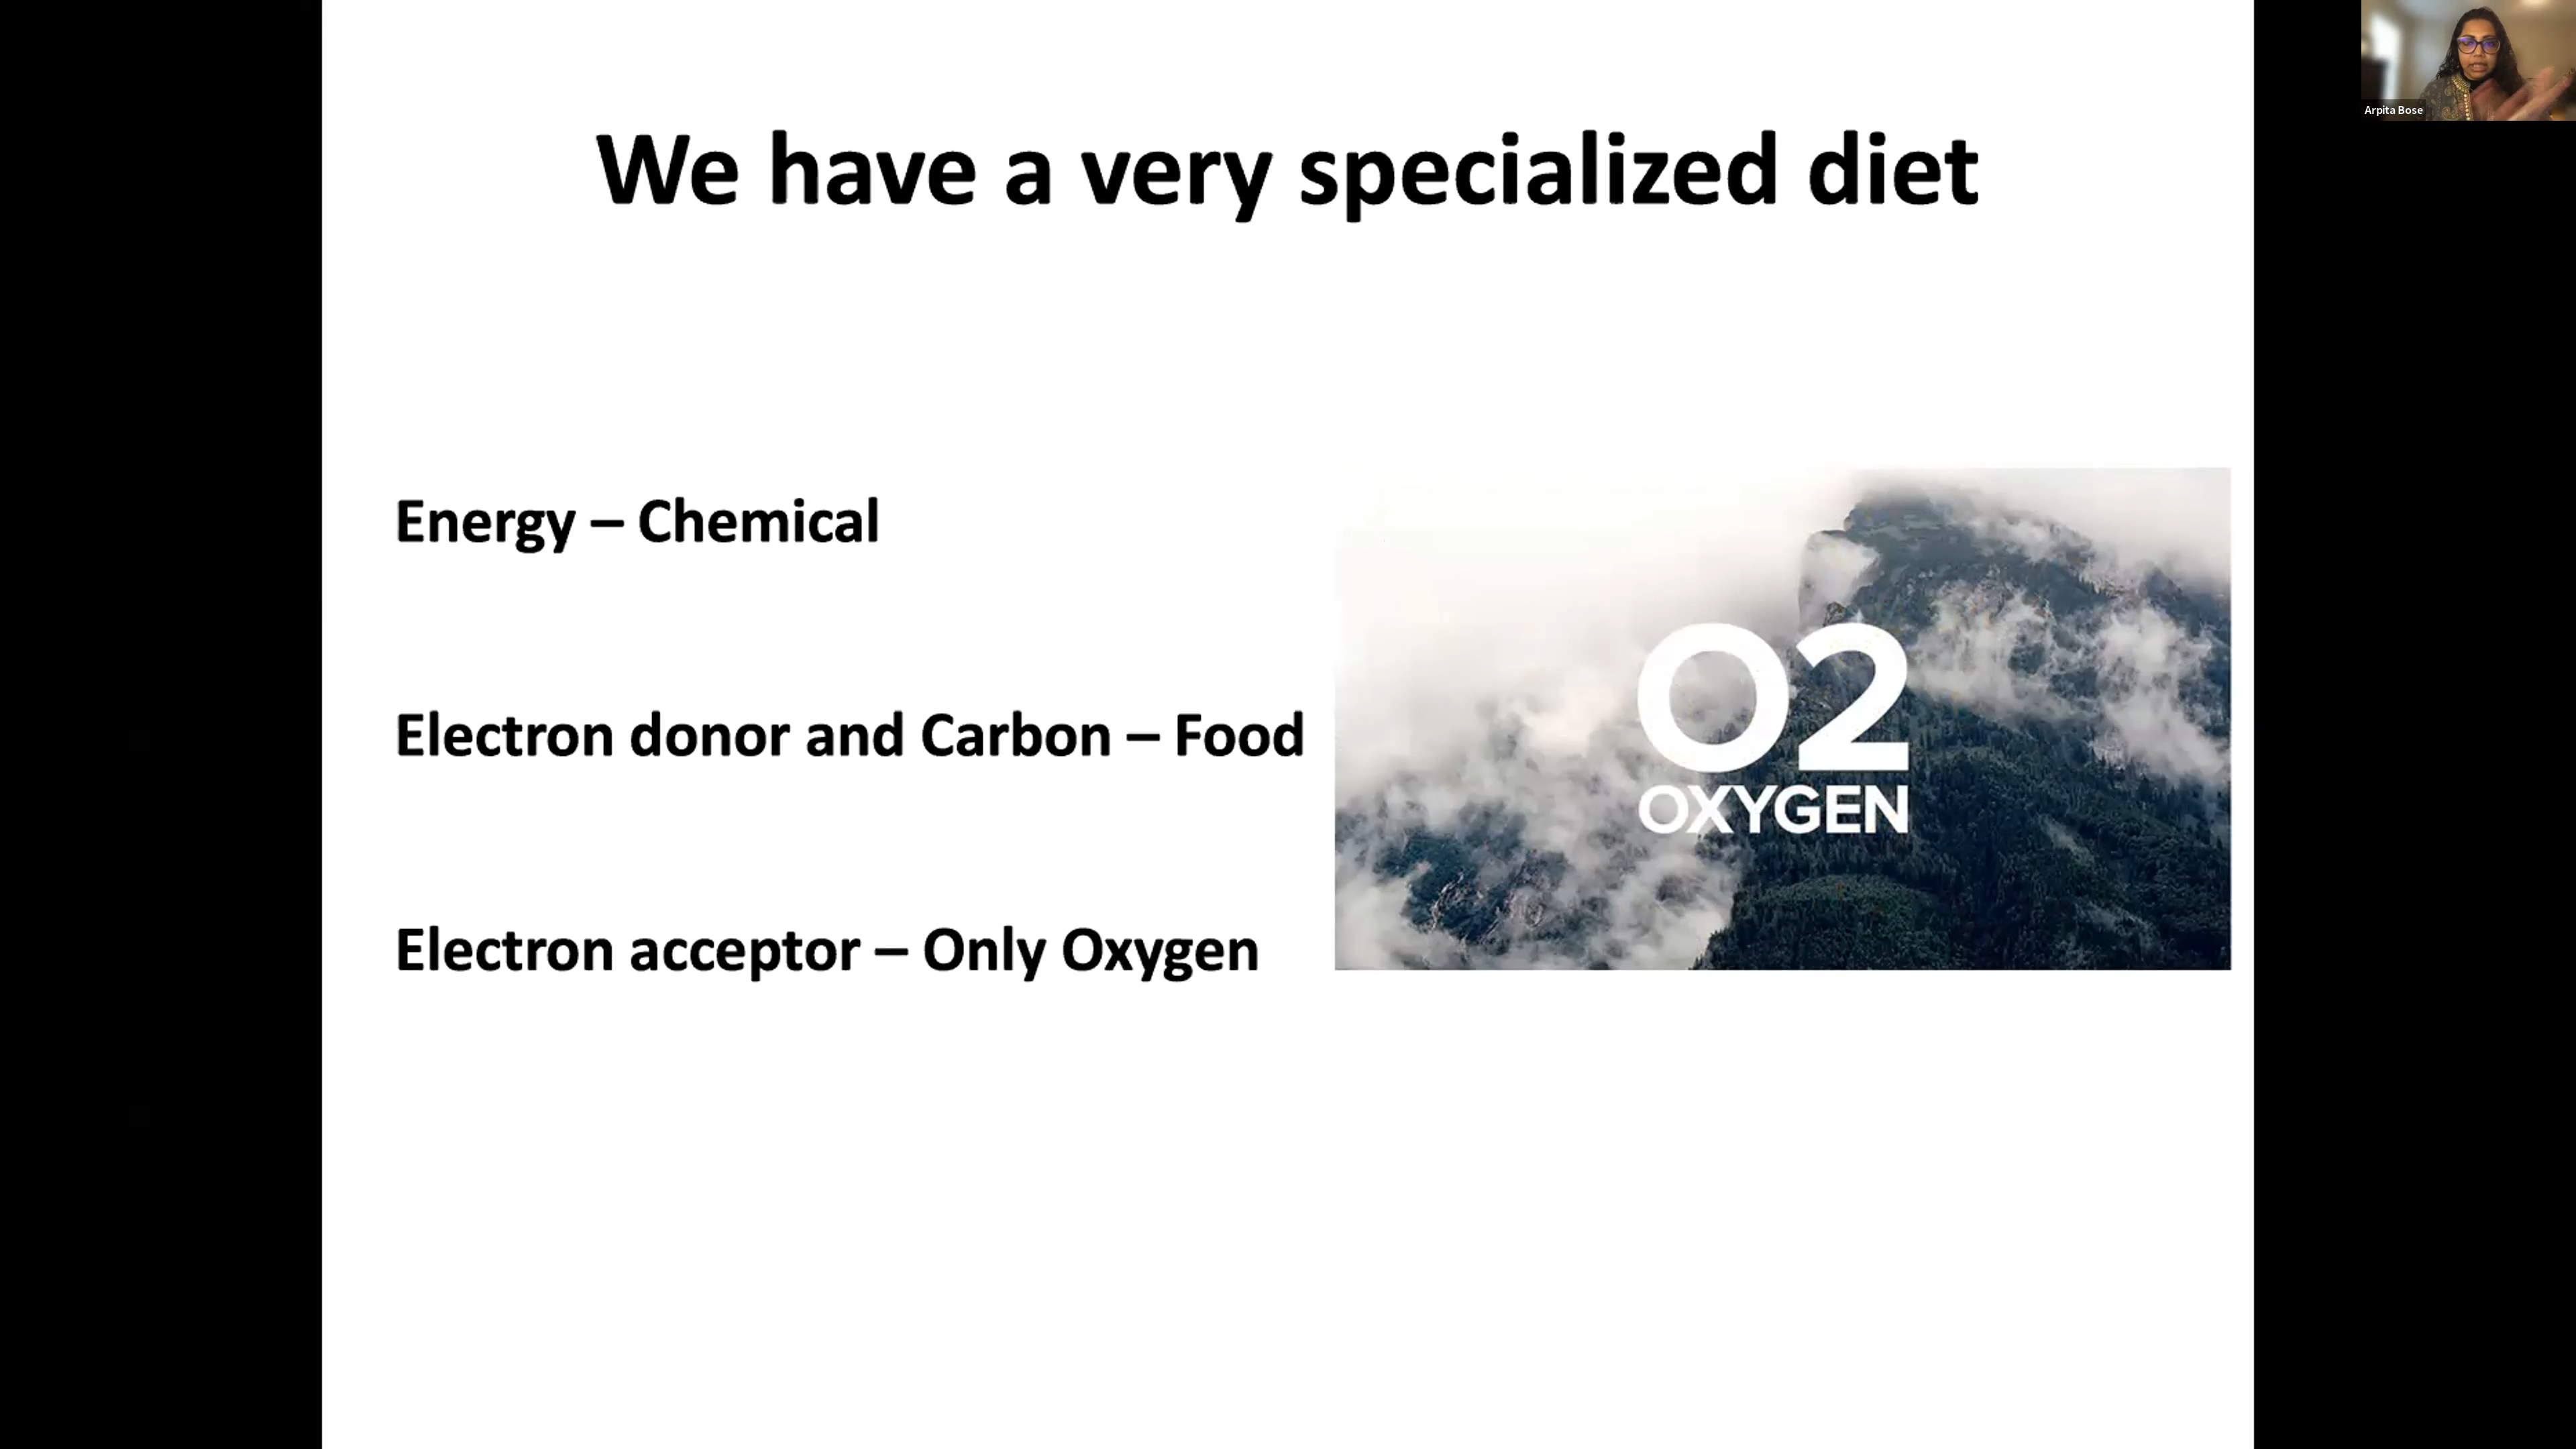 We have a very specialized diet
Energy – Chemical
Electron donor and Carbon – Food
Electron acceptor – Only Oxygen
O2
OXYGEN
Arpita Bose